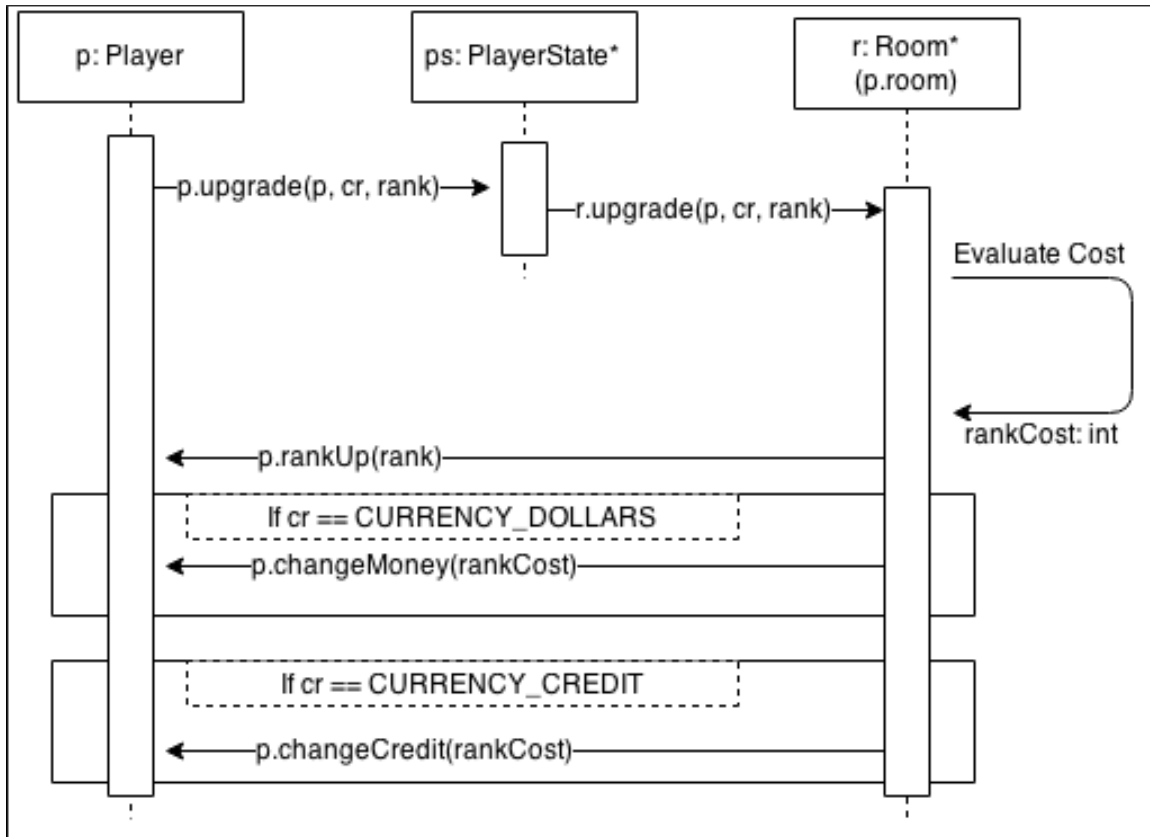 p: Player
ps: PlayerState*
r: Room*
(p.room)
p.upgrade(p, cr, rank)
r.upgrade(p, cr, rank)
Evaluate Cost
rankCost: int
p.rankUp(rank)
If cr == CURRENCY_DOLLARS
p.changeMoney(rankCost)
If cr == CURRENCY_CREDIT
p.changeCredit(rankCost)